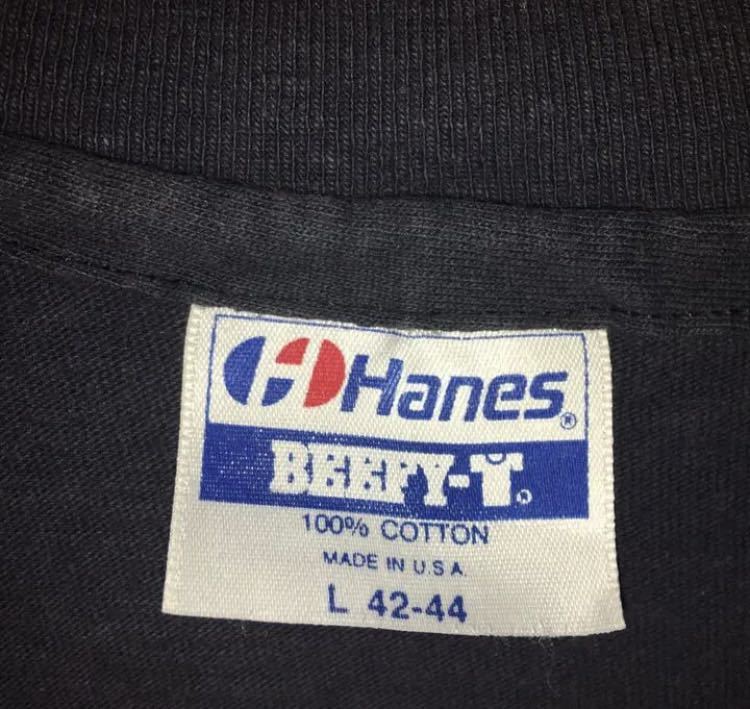 Hanes®
BEEFY-T®
100% COTTON
MADE IN U.S.A.
L 42-44